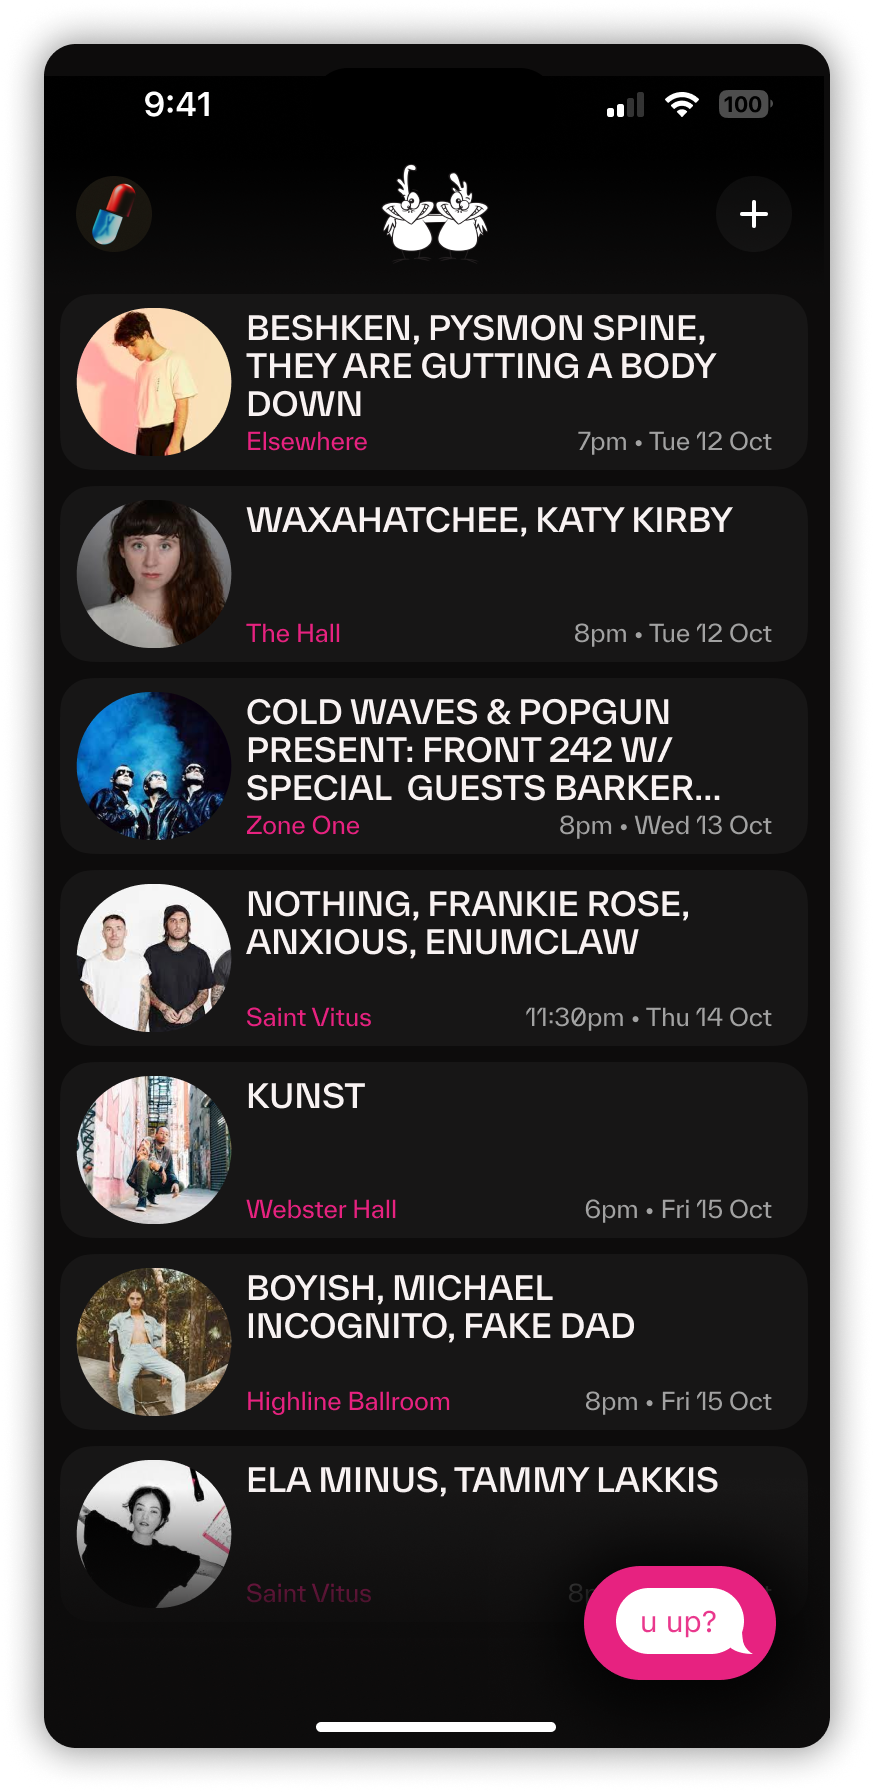 9:41
100
BESHKEN, PYSMON SPINE,
THEY ARE GUTTING A BODY
DOWN
Elsewhere
7pm • Tue 12 Oct
WAXAHATCHEE, KATY KIRBY
The Hall
8pm • Tue 12 Oct
COLD WAVES & POPGUN
PRESENT: FRONT 242 W/
SPECIAL GUESTS BARKER...
Zone One
8pm • Wed 13 Oct
NOTHING, FRANKIE ROSE,
ANXIOUS, ENUMCLAW
Saint Vitus
11:30pm • Thu 14 Oct
KUNST
Webster Hall
6pm • Fri 15 Oct
BOYISH, MICHAEL
INCOGNITO, FAKE DAD
Highline Ballroom
8pm • Fri 15 Oct
ELA MINUS, TAMMY LAKKIS
Saint Vitus
u up?